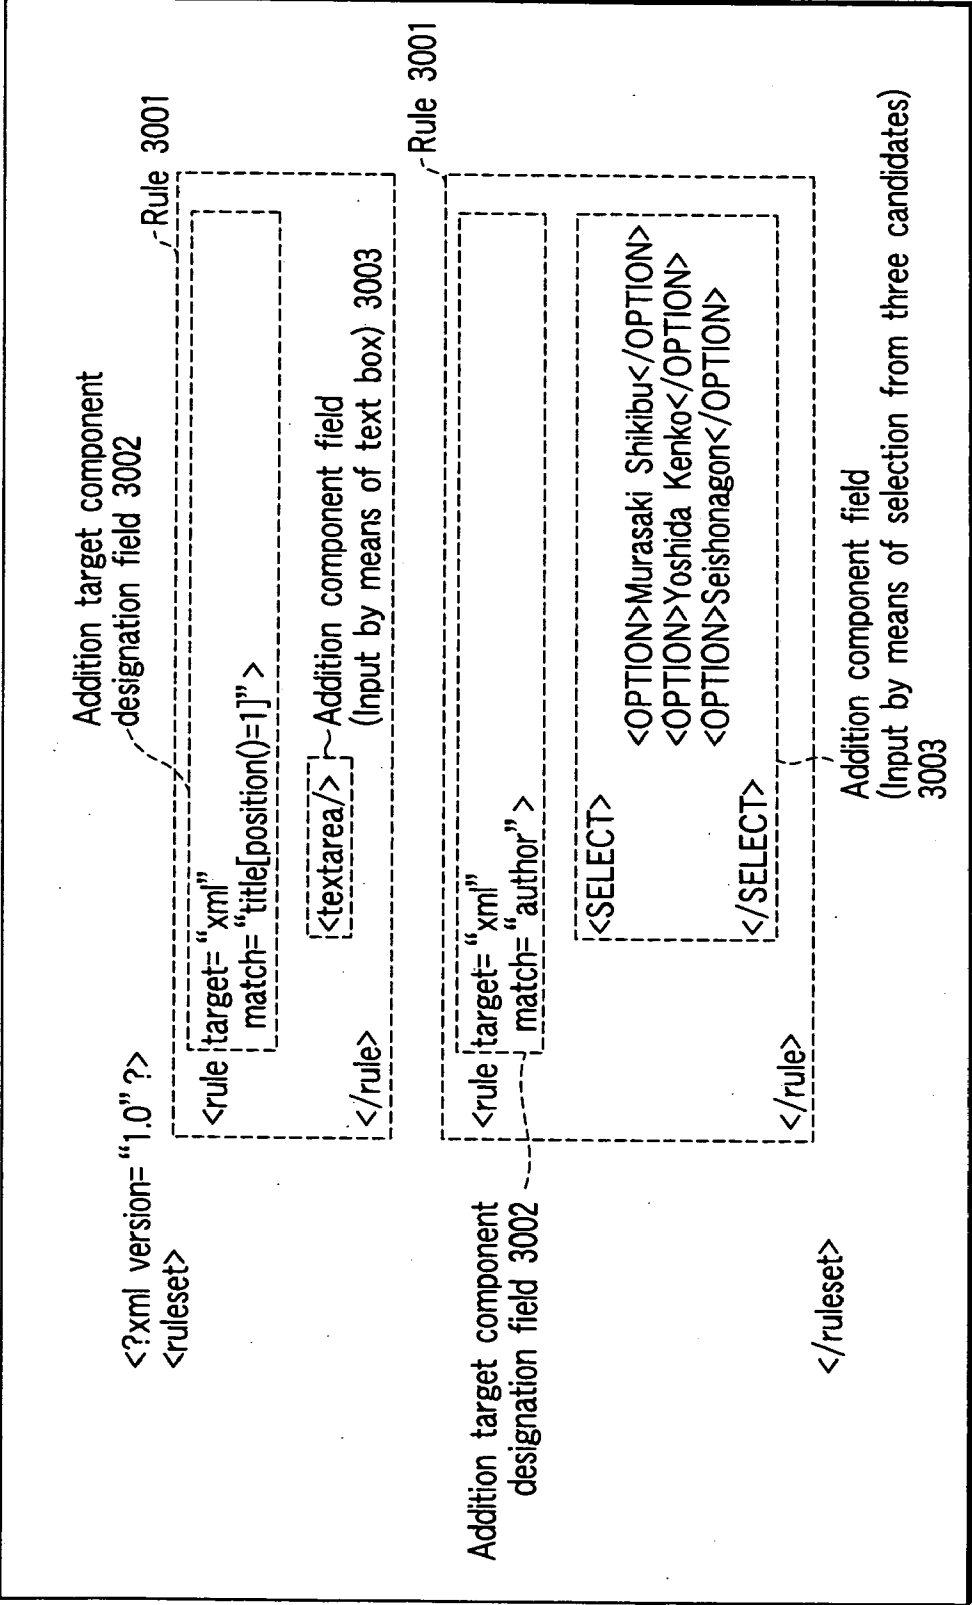 <?xml version="1.0"?>
<ruleset>
Addition target component
designation field 3002
Rule 3001
<rule target="xml"
match="title[position()=1]">
<textarea/>
Addition component field
(Input by means of text box) 3003
</rule>
Rule 3001
Addition target component
designation field 3002
<rule target="xml"
match="author">
<SELECT>
<OPTION>Murasaki Shikibu</OPTION>
<OPTION>Yoshida Kenko</OPTION>
<OPTION>Seishonagon</OPTION>
</SELECT>
</rule>
Addition component field
(Input by means of selection from three candidates)
3003
</ruleset>